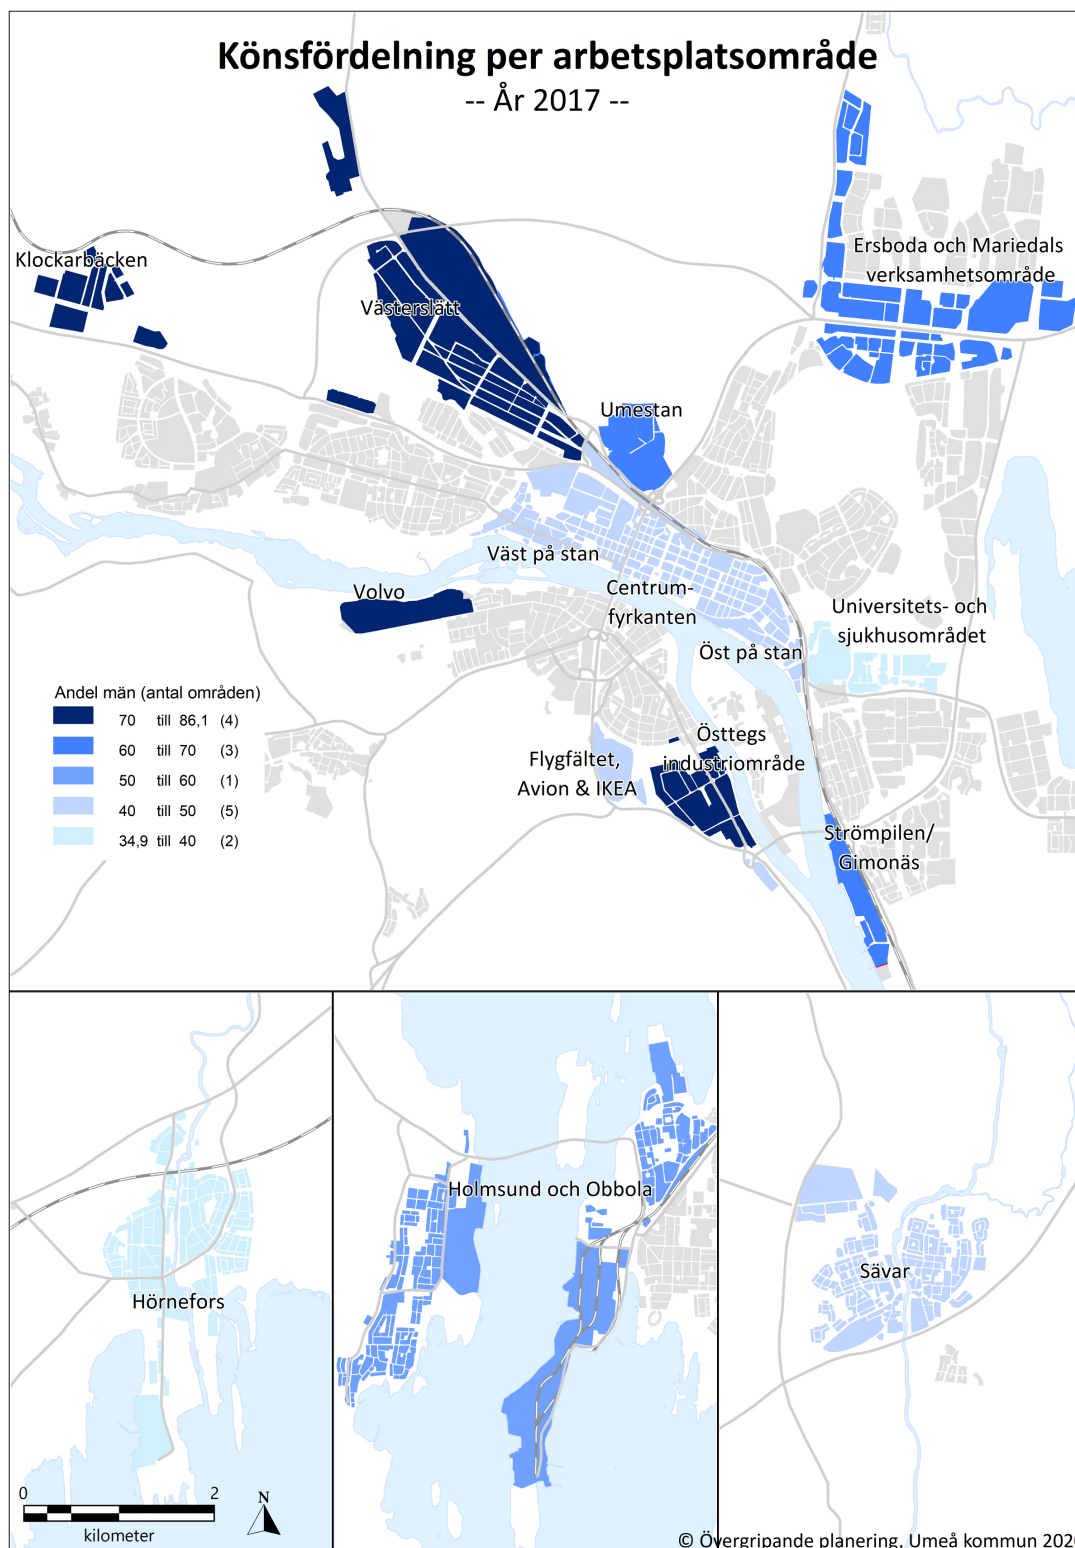 Könsfördelning per arbetsplatsområde
-- År 2017 --
Klockarbäcken
Västerslätt
Ersboda och Mariedals
verksamhetsområde
Umestan
Väst på stan
Volvo
Centrum-
fyrkanten
Universitets- och
sjukhusområdet
Öst på stan
Andel män (antal områden)
70 till 86,1 (4)
60 till 70 (3)
50 till 60 (1)
40 till 50 (5)
34,9 till 40 (2)
Flygfältet,
Avion & IKEA
Östtegs
industriområde
Strömpilen/
Gimonäs
Hörnefors
Holmsund och Obbola
Sävar
0 2
kilometer
N
© Övergripande planering, Umeå kommun 2020